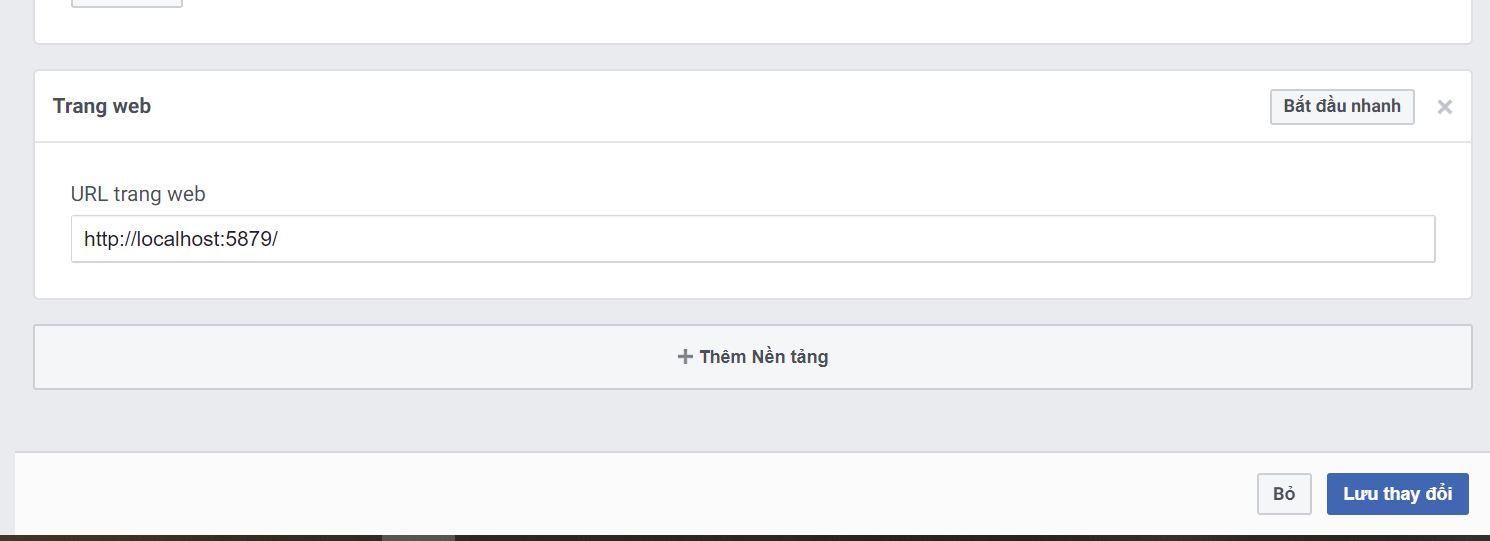 Trang web
Bắt đầu nhanh
URL trang web
http://localhost:5879/
Thêm Nền tảng
Bỏ
Lưu thay đổi